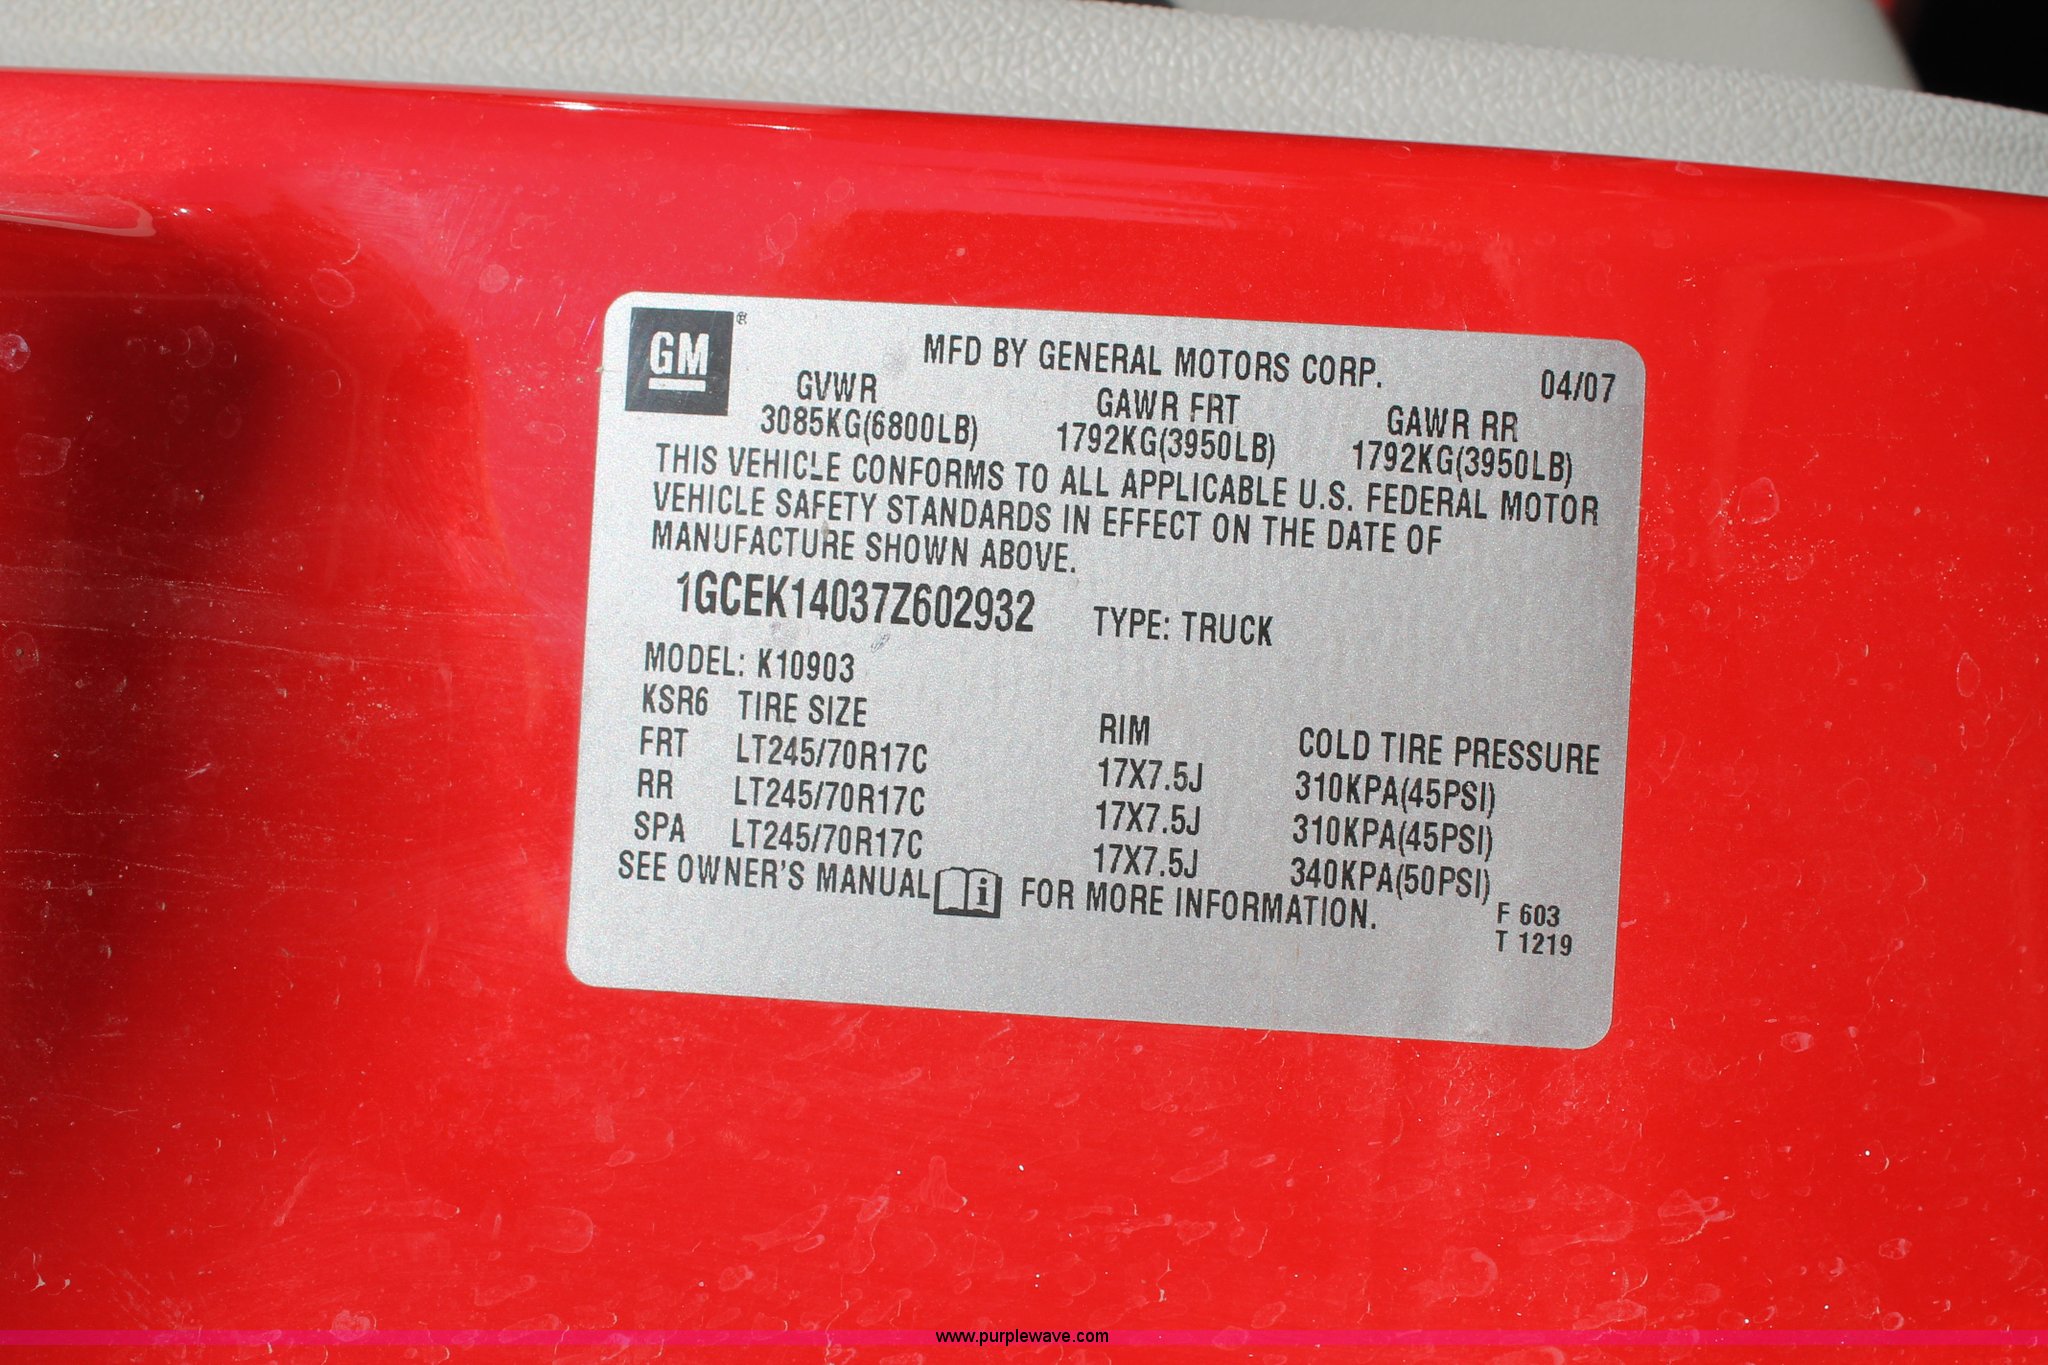 GM ®
MFD BY GENERAL MOTORS CORP. 04/07
GVWR GAWR FRT GAWR RR
3085KG(6800LB) 1792KG(3950LB) 1792KG(3950LB)
THIS VEHICLE CONFORMS TO ALL APPLICABLE U.S. FEDERAL MOTOR
VEHICLE SAFETY STANDARDS IN EFFECT ON THE DATE OF
MANUFACTURE SHOWN ABOVE.
1GCEK14037Z602932 TYPE: TRUCK
MODEL: K10903
KSR6 TIRE SIZE RIM COLD TIRE PRESSURE
FRT LT245/70R17C 17X7.5J 310KPA(45PSI)
RR LT245/70R17C 17X7.5J 310KPA(45PSI)
SPA LT245/70R17C 17X7.5J 340KPA(50PSI)
SEE OWNER'S MANUAL i FOR MORE INFORMATION.
F 603
T 1219
www.purplewave.com